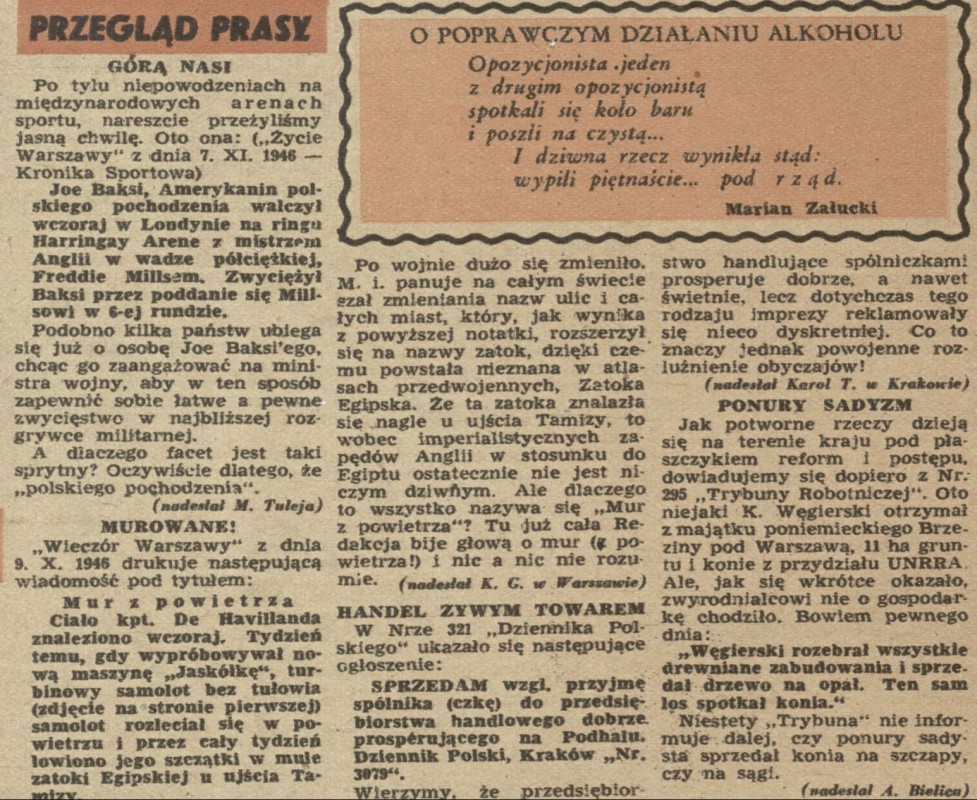 PRZEGLĄD PRASY
GÓRĄ NASI
Po tylu niepowodzeniach na
międzynarodowych arenach
sportu, nareszcie przeżyliśmy
jasną chwilę. Oto ona: („Życie
Warszawy“ z dnia 7. XI. 1946 —
Kronika Sportowa)
Joe Baksi, Amerykanin pol-
skiego pochodzenia walczył
wczoraj w Londynie na ringu
Harringay Arene z mistrzem
Anglii w wadze półciężkiej,
Freddie Millsem. Zwyciężył
Baksi przez poddanie się Mill-
sowi w 6-ej rundzie.
Podobno kilka państw ubiega
się już o osobę Joe Baksi'ego,
chcąc go zaangażować na mini-
stra wojny, aby w ten sposób
zapewnić sobie łatwe a pewne
zwycięstwo w najbliższej roz-
grywce militarnej.
A dlaczego facet jest taki
sprytny? Oczywiście dlatego, że
„polskiego pochodzenia“.
(nadesłał M. Tuleja)
MUROWANE!
„Wieczór Warszawy“ z dnia
9. X. 1946 drukuje następującą
wiadomość pod tytułem:
Mur z powietrza
Ciało kpt. De Havillanda
znaleziono wczoraj. Tydzień
temu, gdy wypróbowywał no-
wą maszynę „Jaskółkę“, tur-
binowy samolot bez tułowia
(zdjęcie na stronie pierwszej)
samolot rozleciał się w po-
wietrzu i przez cały tydzień
łowiono jego szczątki w mule
zatoki Egipskiej u ujścia Ta-
mizy.
O POPRAWCZYM DZIAŁANIU ALKOHOLU
Opozycjonista jeden
z drugim opozycjonistą
spotkali się koło baru
i poszli na czystą...
I dziwna rzecz wynikła stąd:
wypili piętnaście... pod rząd.
Marian Załucki
Po wojnie dużo się zmieniło.
M. i. panuje na całym świecie
szał zmieniania nazw ulic i ca-
łych miast, który, jak wynika
z powyższej notatki, rozszerzył
się na nazwy zatok, dzięki cze-
mu powstała nieznana w atla-
sach przedwojennych, Zatoka
Egipska. Że ta zatoka znalazła
się nagle u ujścia Tamizy, to
wobec imperialistycznych za-
pędów Anglii w stosunku do
Egiptu ostatecznie nie jest ni-
czym dziwnym. Ale dlaczego
to wszystko nazywa się „Mur
z powietrza“? Tu już cała Re-
dakcja bije głową o mur (z po-
wietrza!) i nic a nic nie rozu-
mie. (nadesłał K. G. w Warszawie)
HANDEL ŻYWYM TOWAREM
W Nrze 321 „Dziennika Pol-
skiego“ ukazało się następujące
ogłoszenie:
SPRZEDAM wzgl. przyjmę
spólnika (czkę) do przedsię-
biorstwa handlowego dobrze
prosperującego na Podhalu.
Dziennik Polski, Kraków „Nr.
3079“.
Wierzymy, że przedsiębior-
stwo handlujące spólniczkami
prosperuje dobrze, a nawet
świetnie, lecz dotychczas tego
rodzaju imprezy reklamowały
się nieco dyskretniej. Co to
znaczy jednak powojenne roz-
luźnienie obyczajów!
(nadesłał Karol T. w Krakowie)
PONURY SADYZM
Jak potworne rzeczy dzieją
się na terenie kraju pod pła-
szczykiem reform i postępu,
dowiadujemy się dopiero z Nr.
295 „Trybuny Robotniczej“. Oto
niejaki K. Węgierski otrzymał
z majątku poniemieckiego Brze-
ziny pod Warszawą, 11 ha grun-
tu i konie z przydziału UNRRA.
Ale, jak się wkrótce okazało,
zwyrodnialcowi nie o gospodar-
kę chodziło. Bowiem pewnego
dnia:
„Węgierski rozebrał wszystkie
drewniane zabudowania i sprze-
dał drzewo na opał. Ten sam
los spotkał konia.“
Niestety „Trybuna“ nie infor-
muje dalej, czy ponury sady-
sta sprzedał konia na szczapy,
czy na sągi.
(nadesłał A. Bielica)